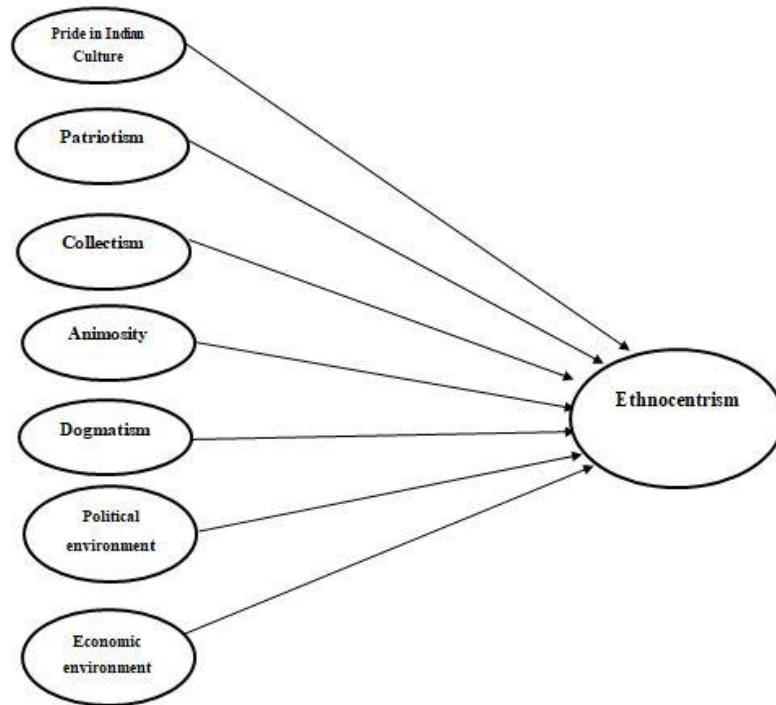 Pride in Indian
Culture
Patriotism
Collectism
Animosity
Dogmatism
Political
environment
Economic
environment
Ethnocentrism